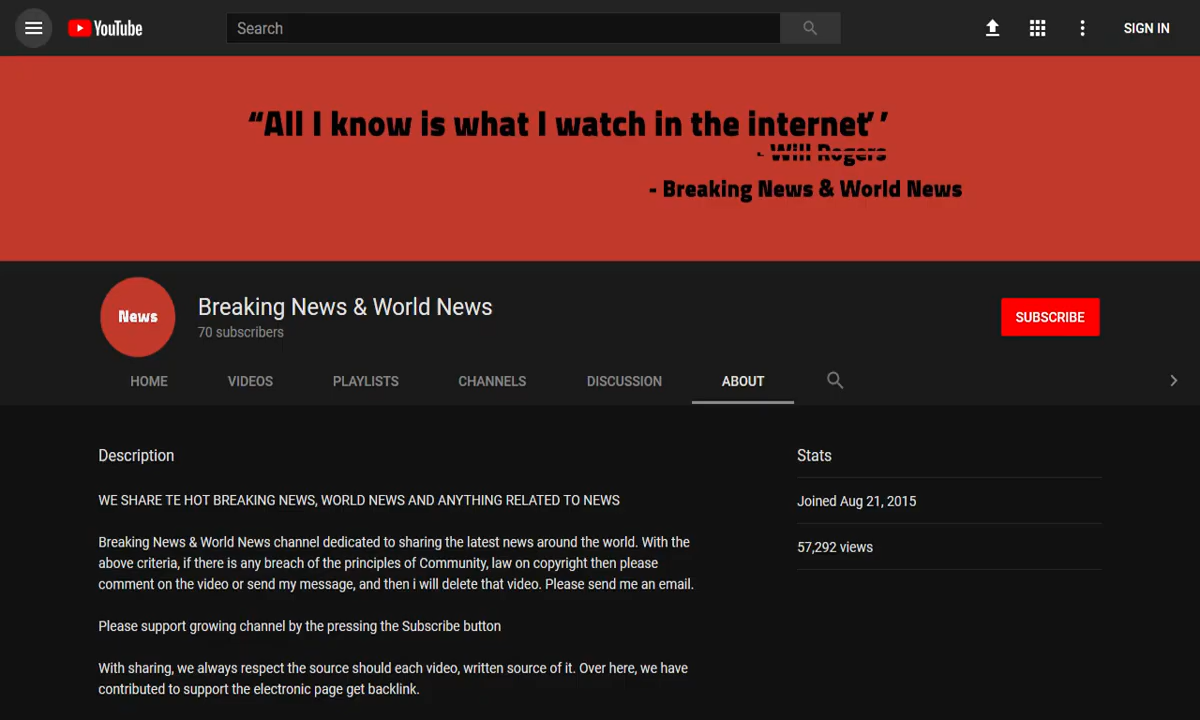 YouTube
Search
SIGN IN
“All I know is what I watch in the internet’’
- Will Rogers
- Breaking News & World News
News
Breaking News & World News
70 subscribers
SUBSCRIBE
HOME VIDEOS PLAYLISTS CHANNELS DISCUSSION ABOUT
Description
WE SHARE TE HOT BREAKING NEWS, WORLD NEWS AND ANYTHING RELATED TO NEWS
Breaking News & World News channel dedicated to sharing the latest news around the world. With the
above criteria, if there is any breach of the principles of Community, law on copyright then please
comment on the video or send my message, and then i will delete that video. Please send me an email.
Please support growing channel by the pressing the Subscribe button
With sharing, we always respect the source should each video, written source of it. Over here, we have
contributed to support the electronic page get backlink.
Stats
Joined Aug 21, 2015
57,292 views